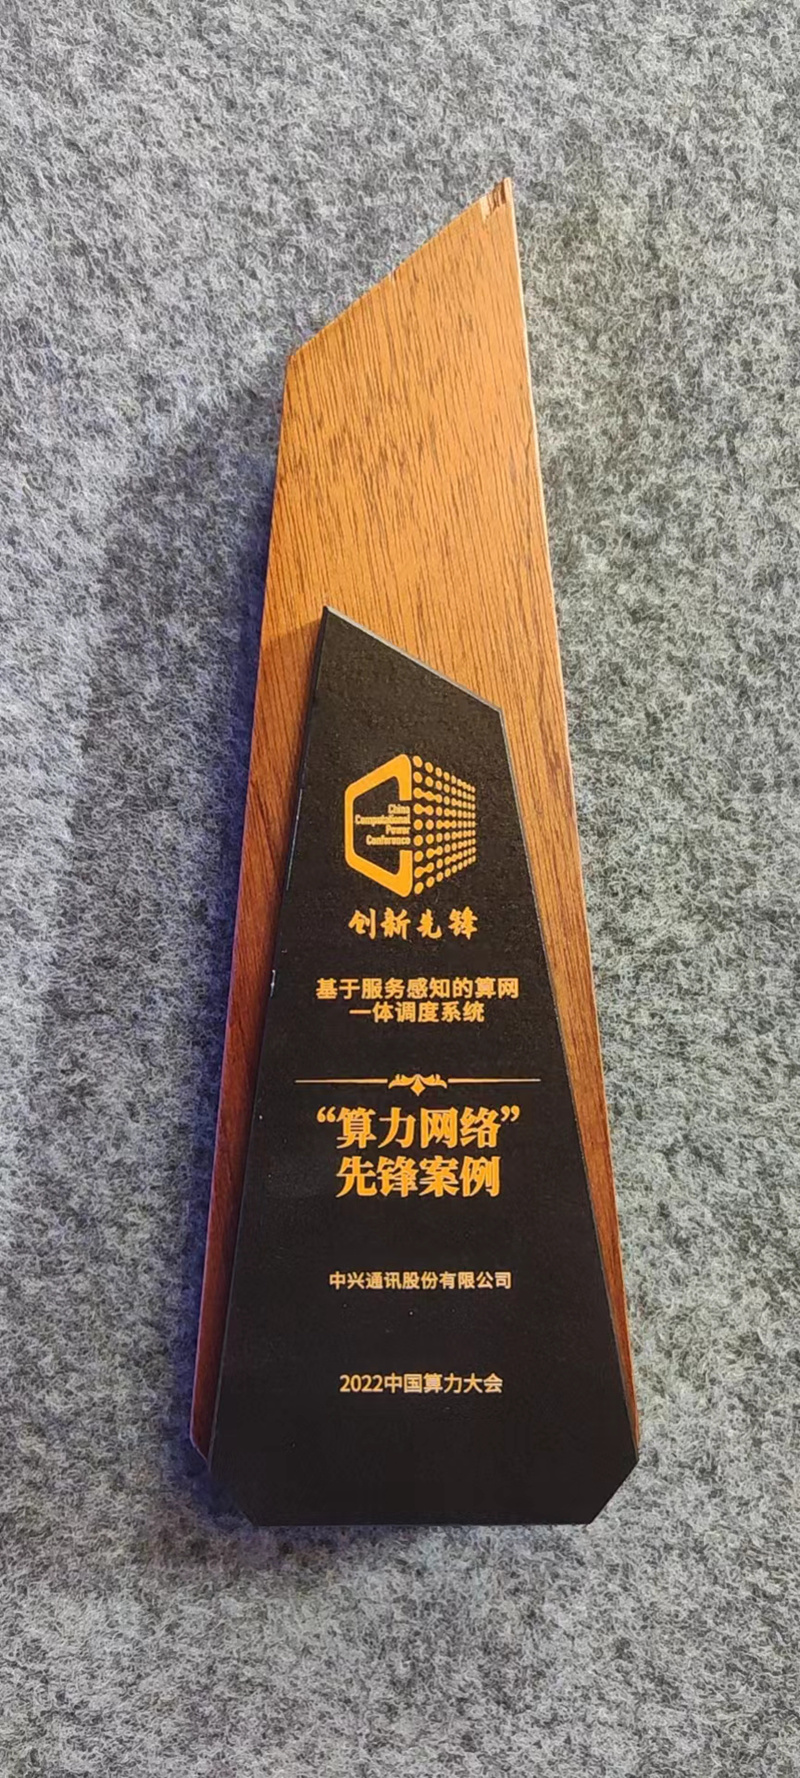 China
Computational
Power
Conference
创新先锋
基于服务感知的算网
一体调度系统
“算力网络”
先锋案例
中兴通讯股份有限公司
2022中国算力大会